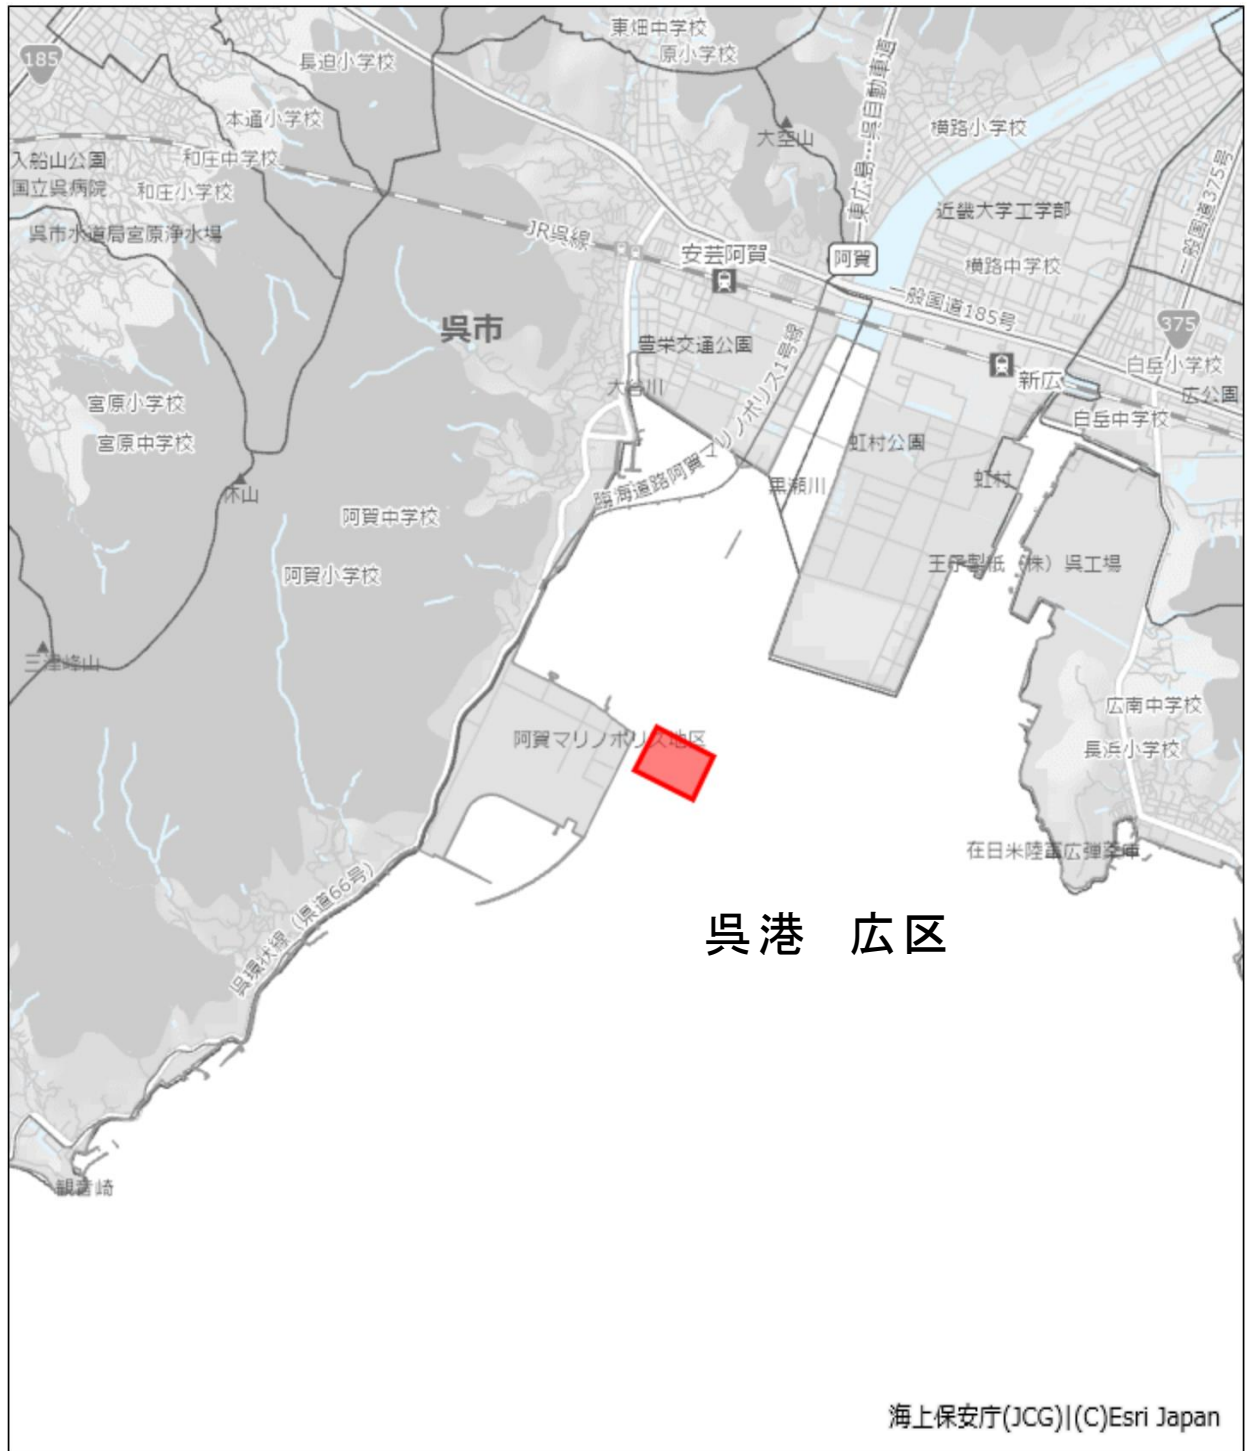 東畑中学校
原小学校
185
長迫小学校
本通小学校
大空山
東広島---呉自動車道
横路小学校
入船山公園
和庄中学校
国立呉病院
和庄小学校
近畿大学工学部
一般国道375号
呉市水道局宮原浄水場
JR呉線
安芸阿賀
阿賀
横路中学校
一般国道185号
375
呉市
豊栄交通公園
新広
白岳小学校
大谷川
広公園
宮原小学校
宮原中学校
臨海道路阿賀マリノポリス1号線
虹村公園
白岳中学校
休山
黒瀬川
虹村
阿賀中学校
阿賀小学校
王子製紙(株)呉工場
三津峰山
広南中学校
阿賀マリノポリス地区
長浜小学校
在日米陸軍広弾薬庫
呉環状線(県道66号)
呉港 広区
観音崎
海上保安庁(JCG)|(C)Esri Japan